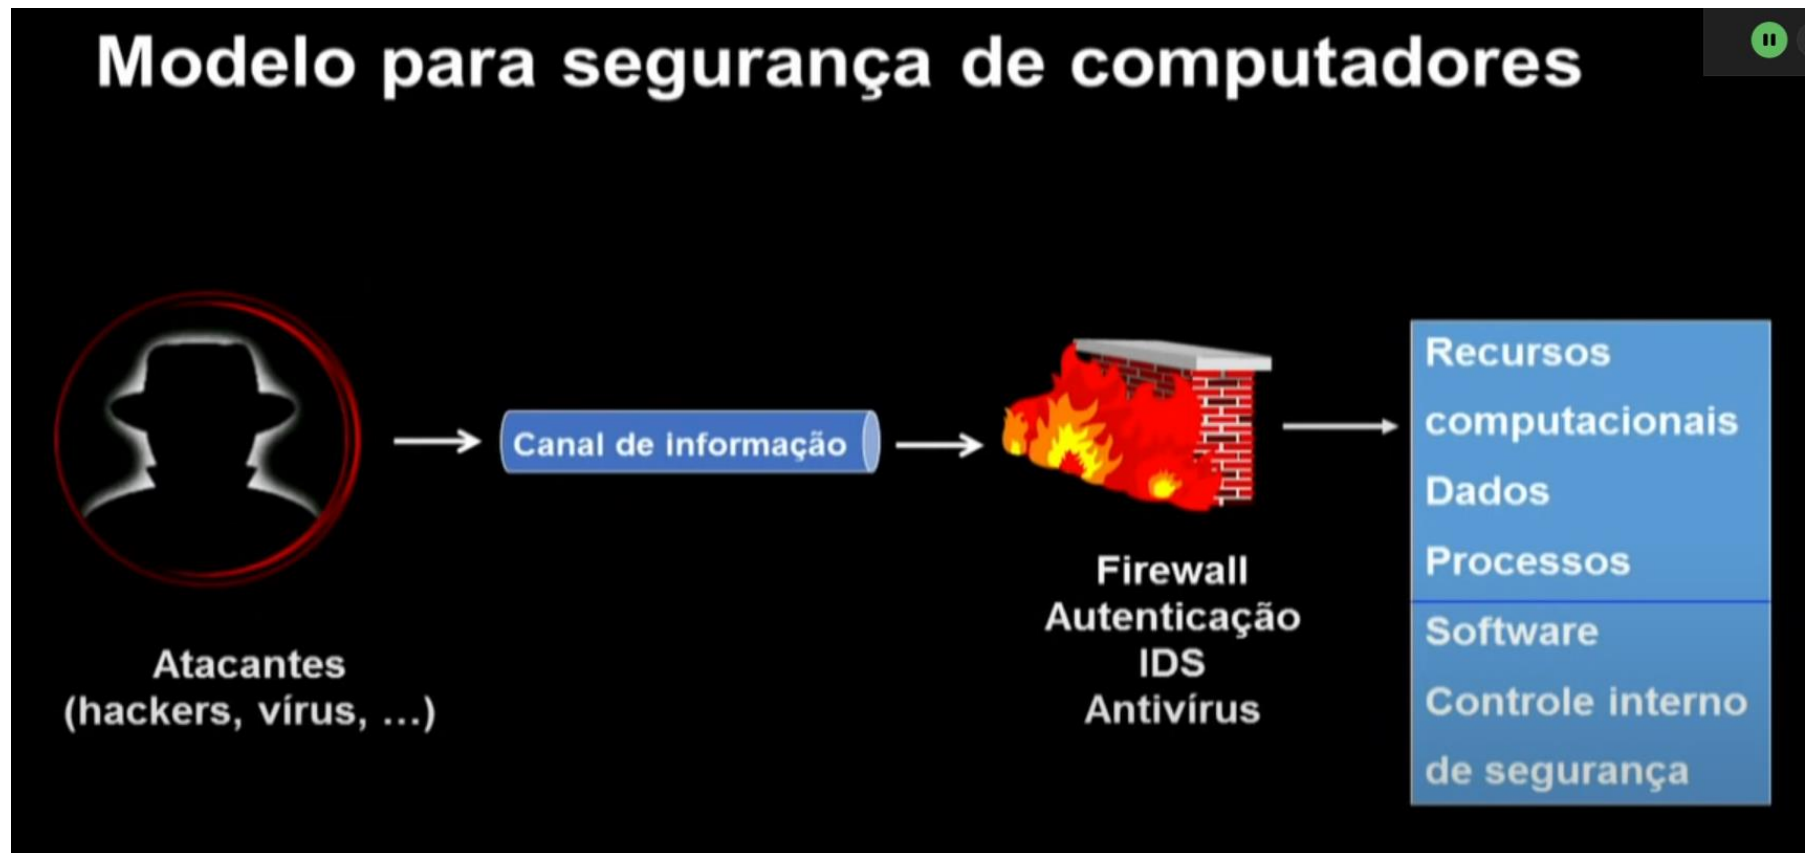 Modelo para segurança de computadores
Canal de informação
Atacantes
(hackers, vírus, ...)
Firewall
Autenticação
IDS
Antivírus
Recursos
computacionais
Dados
Processos
Software
Controle interno
de segurança